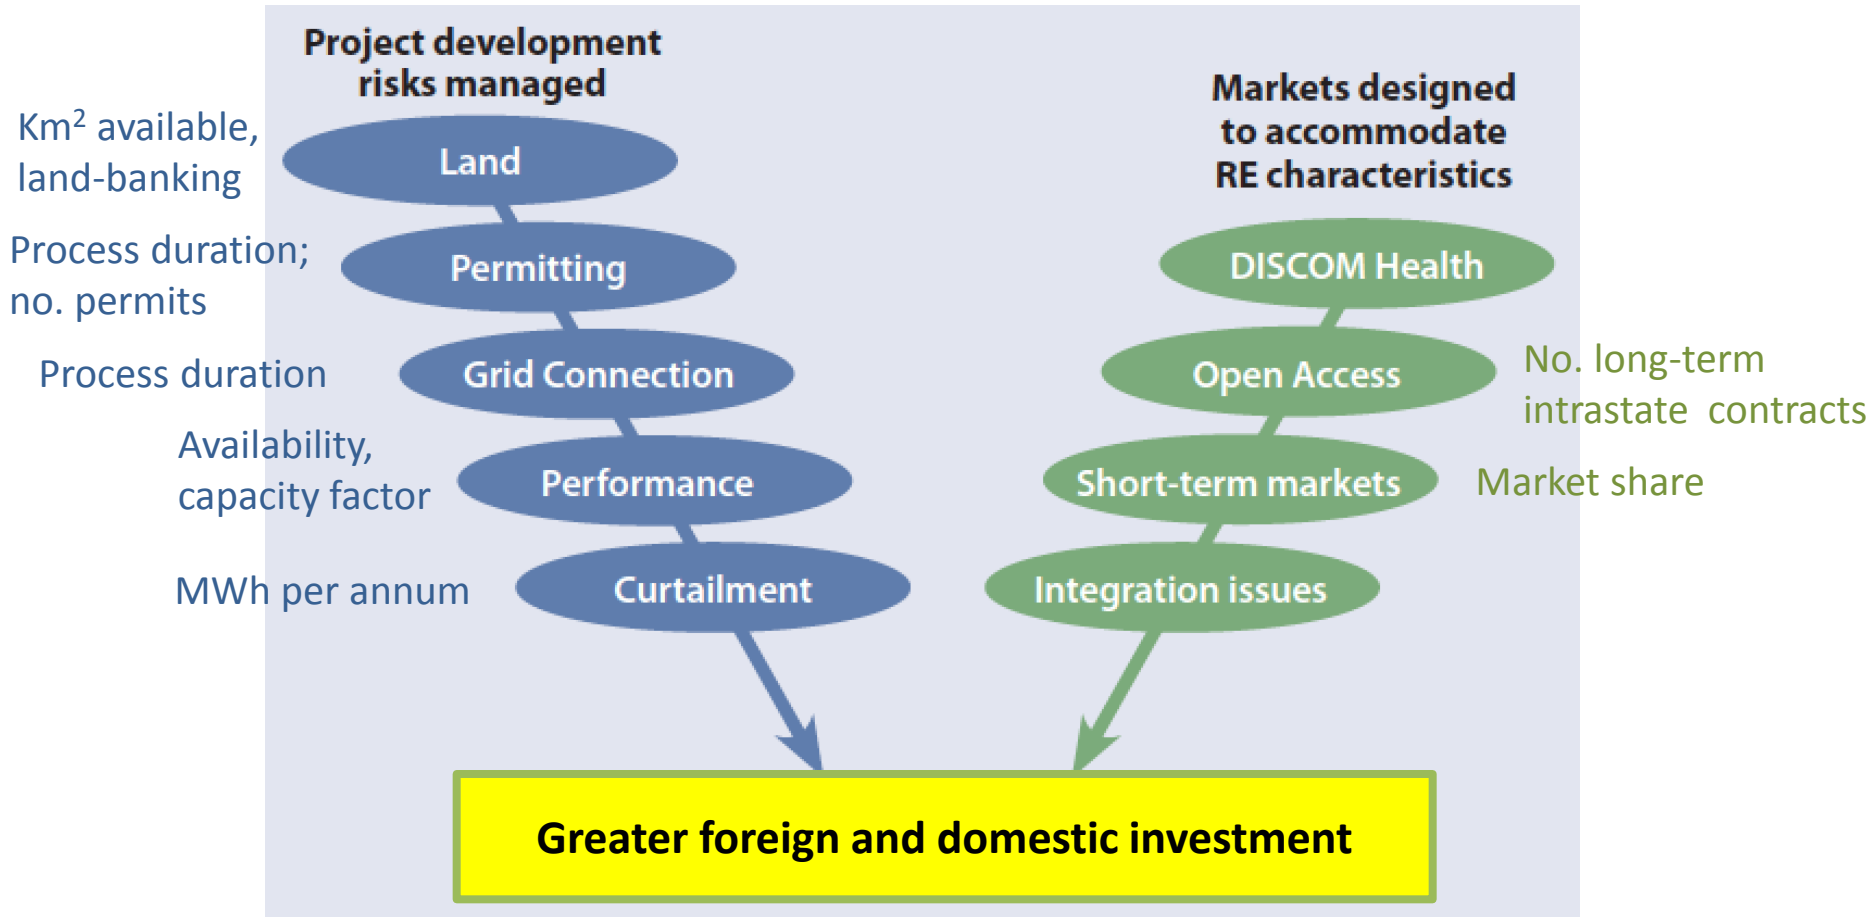 Project development
risks managed
Km² available,
land-banking
Land
Process duration;
no. permits
Permitting
Process duration
Grid Connection
Availability,
capacity factor
Performance
MWh per annum
Curtailment
Markets designed
to accommodate
RE characteristics
DISCOM Health
Open Access
No. long-term
intrastate contracts
Short-term markets
Market share
Integration issues
Greater foreign and domestic investment